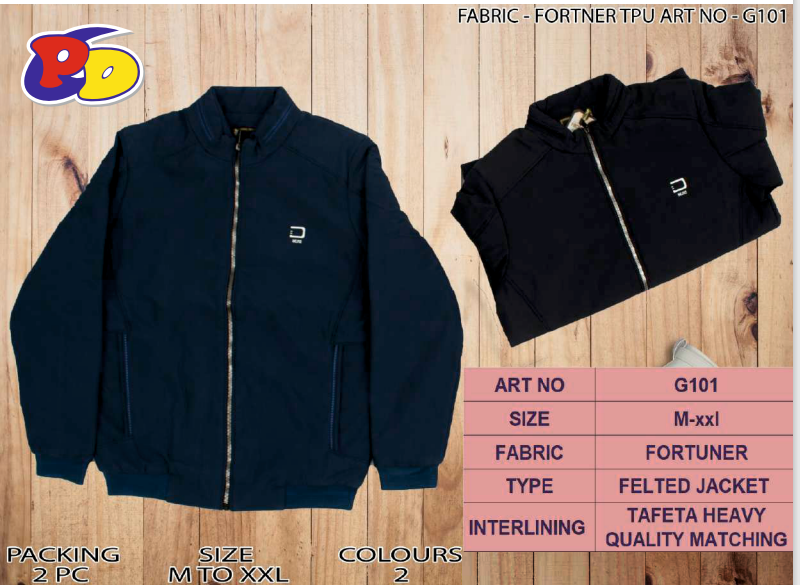 FABRIC - FORTNER TPU ART NO - G101
PD
D
ART NO G101
SIZE M-xxl
FABRIC FORTUNER
TYPE FELTED JACKET
INTERLINING TAFETA HEAVY
QUALITY MATCHING
PACKING SIZE COLOURS
2 PC M TO XXL 2